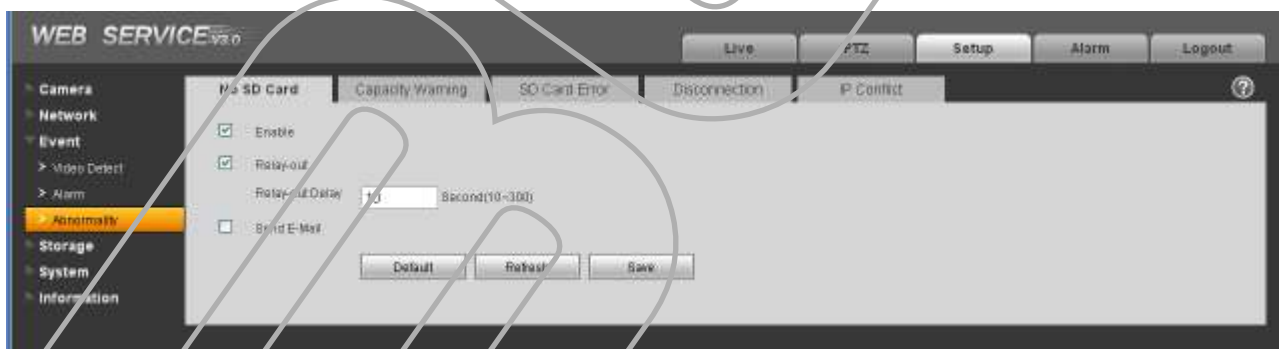 WEB SERVICE V3.0
Live PTZ Setup Alarm Logout
Camera
Network
Event
> Video Detect
> Alarm
> Abnormality
Storage
System
Information
No SD Card Capacity Warning SD Card Error Disconnection IP Conflict
?
Enable
Relay-out
Relay-out Delay 10 Second(10~300)
Send E-Mail
Default Refresh Save